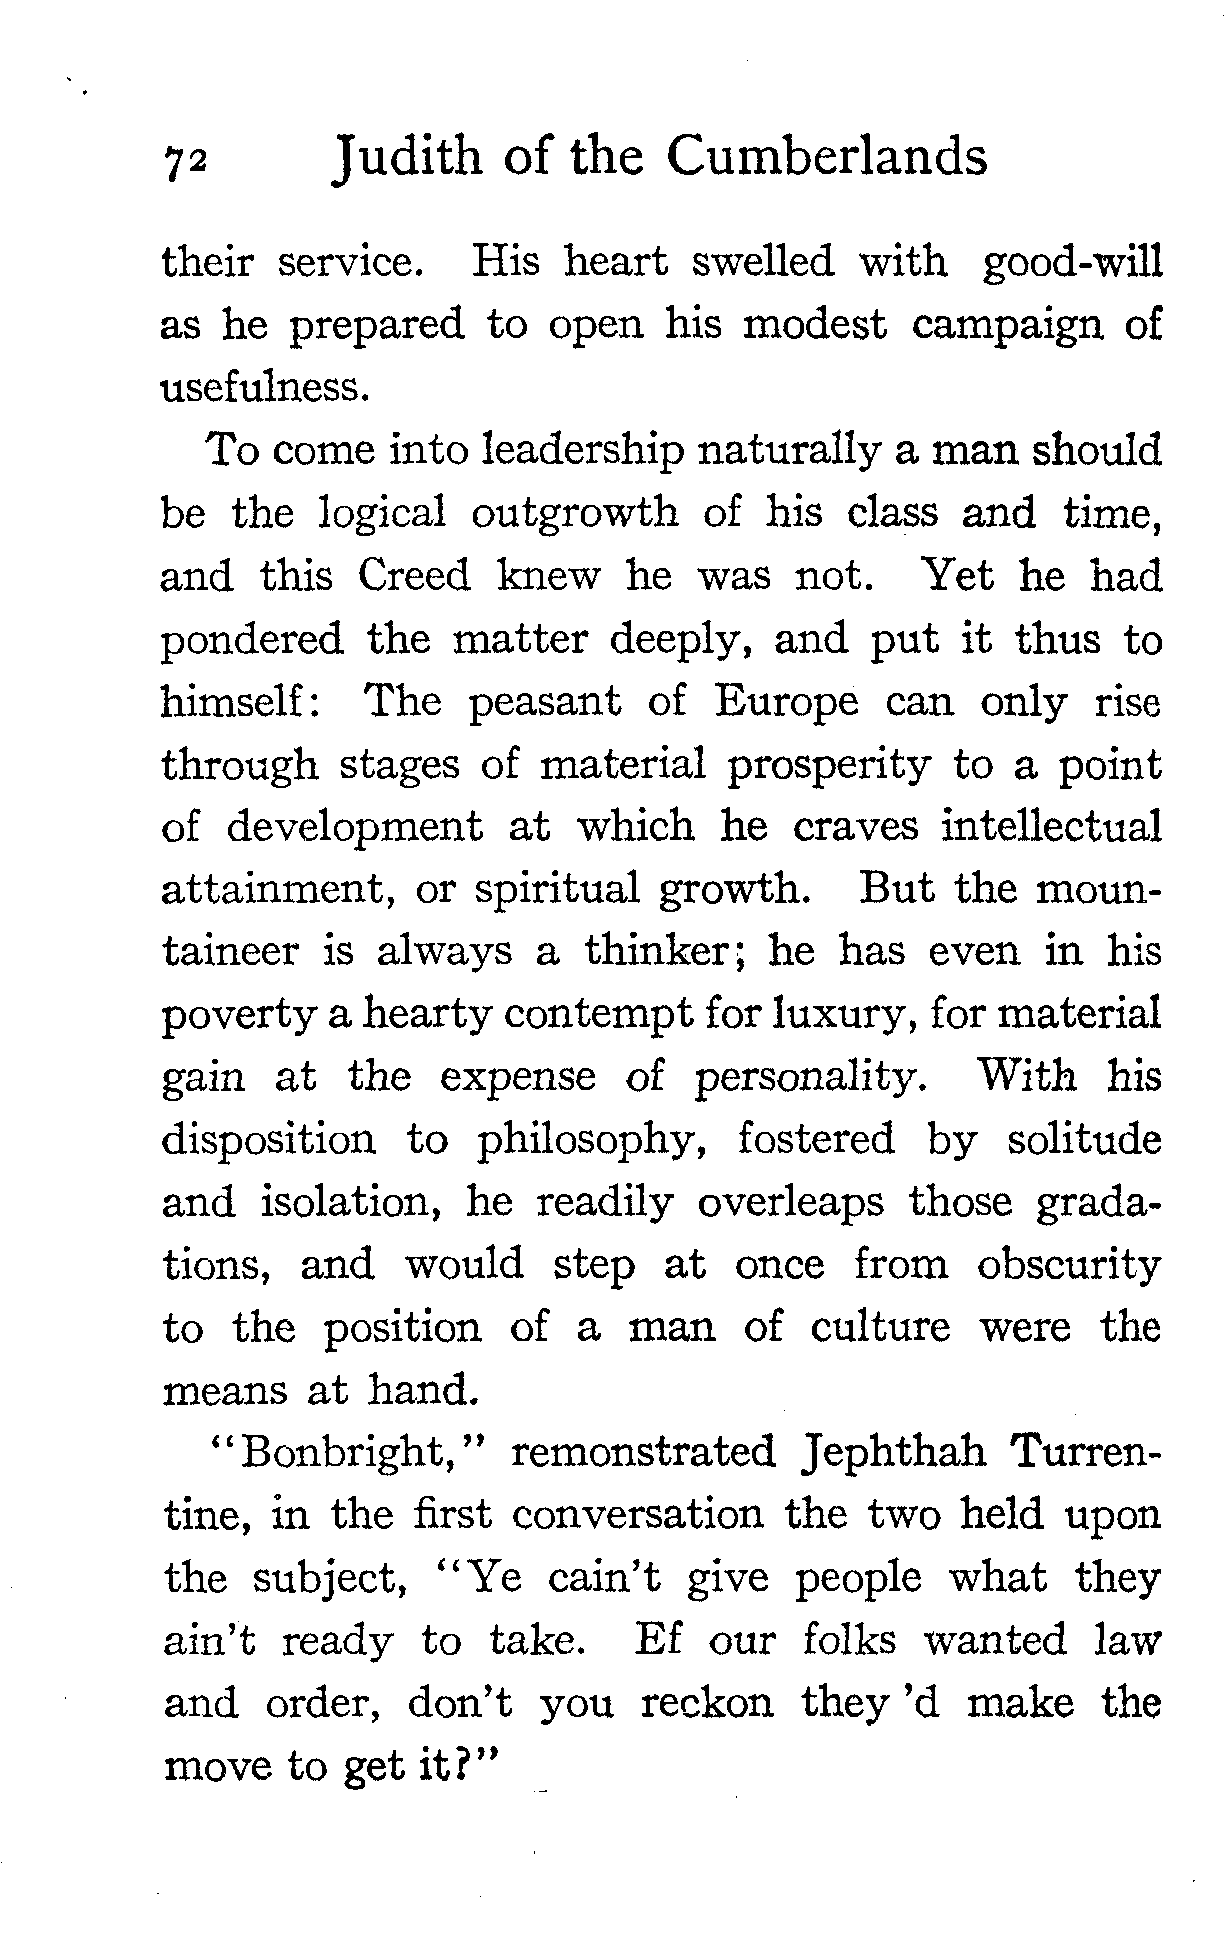 72 Judith of the Cumberlands
their service. His heart swelled with good-will
as he prepared to open his modest campaign of
usefulness.
To come into leadership naturally a man should
be the logical outgrowth of his class and time,
and this Creed knew he was not. Yet he had
pondered the matter deeply, and put it thus to
himself: The peasant of Europe can only rise
through stages of material prosperity to a point
of development at which he craves intellectual
attainment, or spiritual growth. But the moun-
taineer is always a thinker; he has even in his
poverty a hearty contempt for luxury, for material
gain at the expense of personality. With his
disposition to philosophy, fostered by solitude
and isolation, he readily overleaps those grada-
tions, and would step at once from obscurity
to the position of a man of culture were the
means at hand.
"Bonbright," remonstrated Jephthah Turren-
tine, in the first conversation the two held upon
the subject, "Ye cain't give people what they
ain't ready to take. Ef our folks wanted law
and order, don't you reckon they 'd make the
move to get it?"